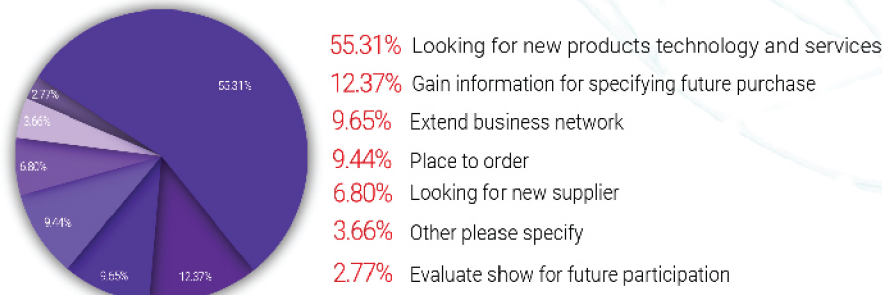 55.31%
2.77%
3.66%
6.80%
9.44%
9.65%
12.37%
55.31% Looking for new products technology and services
12.37% Gain information for specifying future purchase
9.65% Extend business network
9.44% Place to order
6.80% Looking for new supplier
3.66% Other please specify
2.77% Evaluate show for future participation